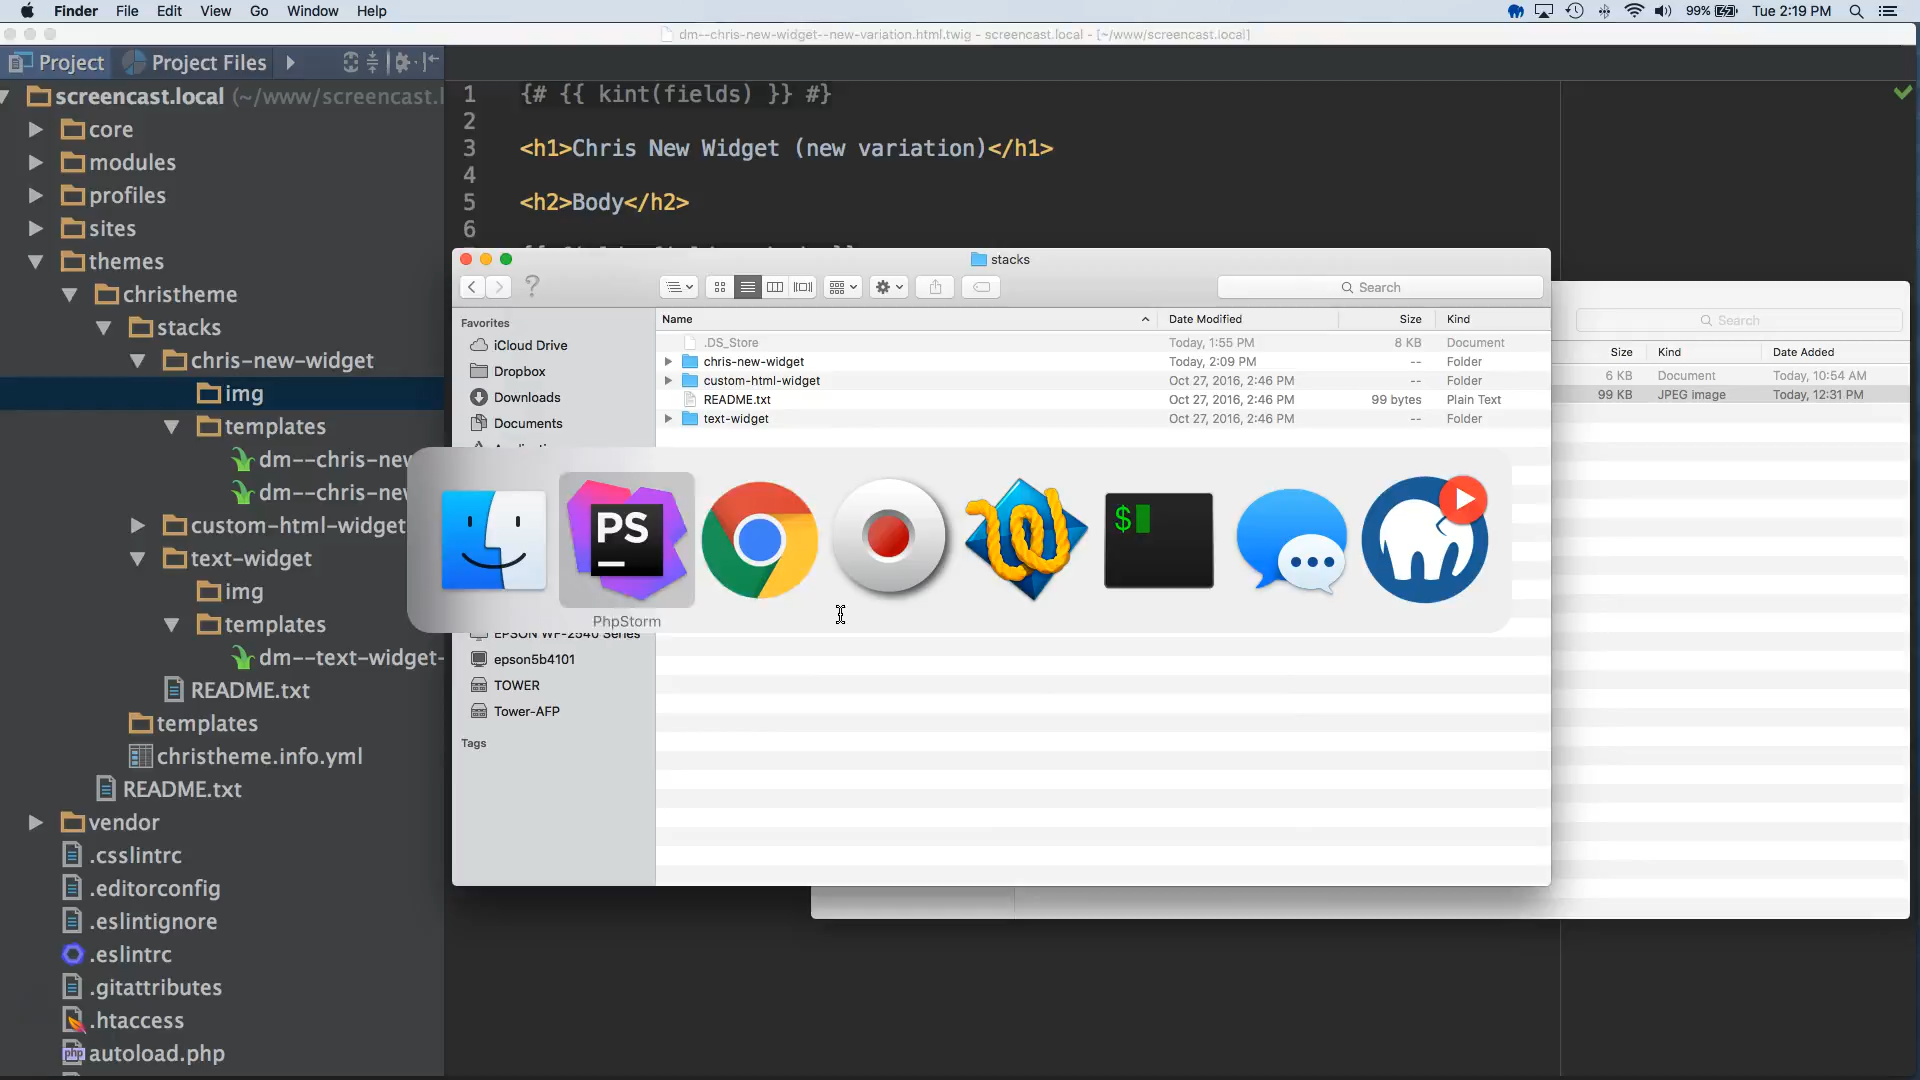 Finder File Edit View Go Window Help
99% Tue 2:19 PM
dm--chris-new-widget--new-variation.html.twig - screencast.local - [~/www/screencast.local]
Project Project Files
screencast.local (~/www/screencast.l
core
modules
profiles
sites
themes
christheme
stacks
chris-new-widget
img
templates
dm--chris-new
dm--chris-new
custom-html-widget
text-widget
img
templates
dm--text-widget-
README.txt
templates
christheme.info.yml
README.txt
vendor
.csslintrc
.editorconfig
.eslintignore
.eslintrc
.gitattributes
.htaccess
php autoload.php
1 {# {{ kint(fields) }} #}
2
3 <h1>Chris New Widget (new variation)</h1>
4
5 <h2>Body</h2>
6
stacks
Search
Favorites
iCloud Drive
Dropbox
Downloads
Documents
EPSON WF-2540 Series
epson5b4101
TOWER
Tower-AFP
Tags
Name Date Modified Size Kind
.DS_Store Today, 1:55 PM 8 KB Document
chris-new-widget Today, 2:09 PM -- Folder
custom-html-widget Oct 27, 2016, 2:46 PM -- Folder
README.txt Oct 27, 2016, 2:46 PM 99 bytes Plain Text
text-widget Oct 27, 2016, 2:46 PM -- Folder
Search
Size Kind Date Added
6 KB Document Today, 10:54 AM
99 KB JPEG image Today, 12:31 PM
PS
$
PhpStorm